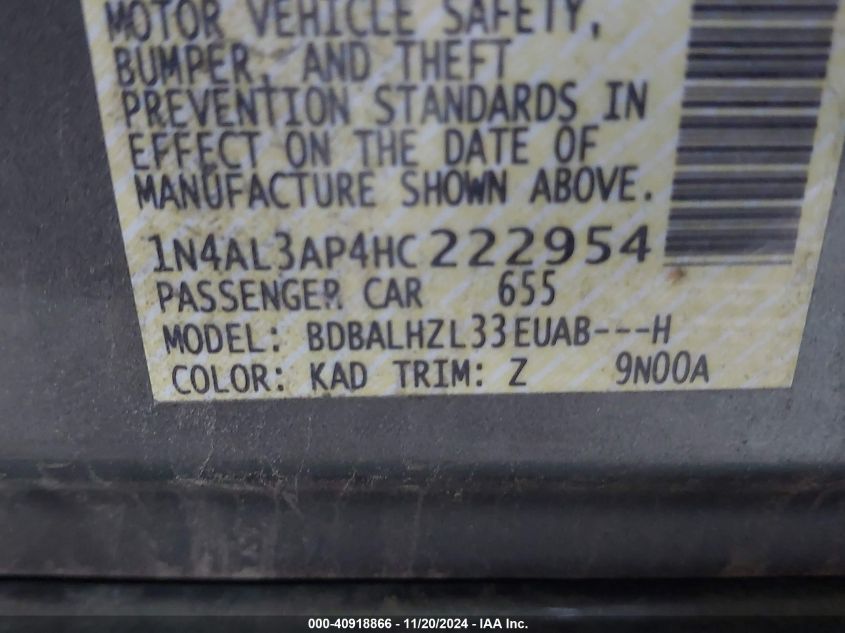 MOTOR VEHICLE SAFETY,
BUMPER, AND THEFT
PREVENTION STANDARDS IN
EFFECT ON THE DATE OF
MANUFACTURE SHOWN ABOVE.
1N4AL3AP4HC222954
PASSENGER CAR 655
MODEL: BDBALHZL33EUAB---H
COLOR: KAD TRIM: Z 9N00A
000-40918866 - 11/20/2024 - IAA Inc.